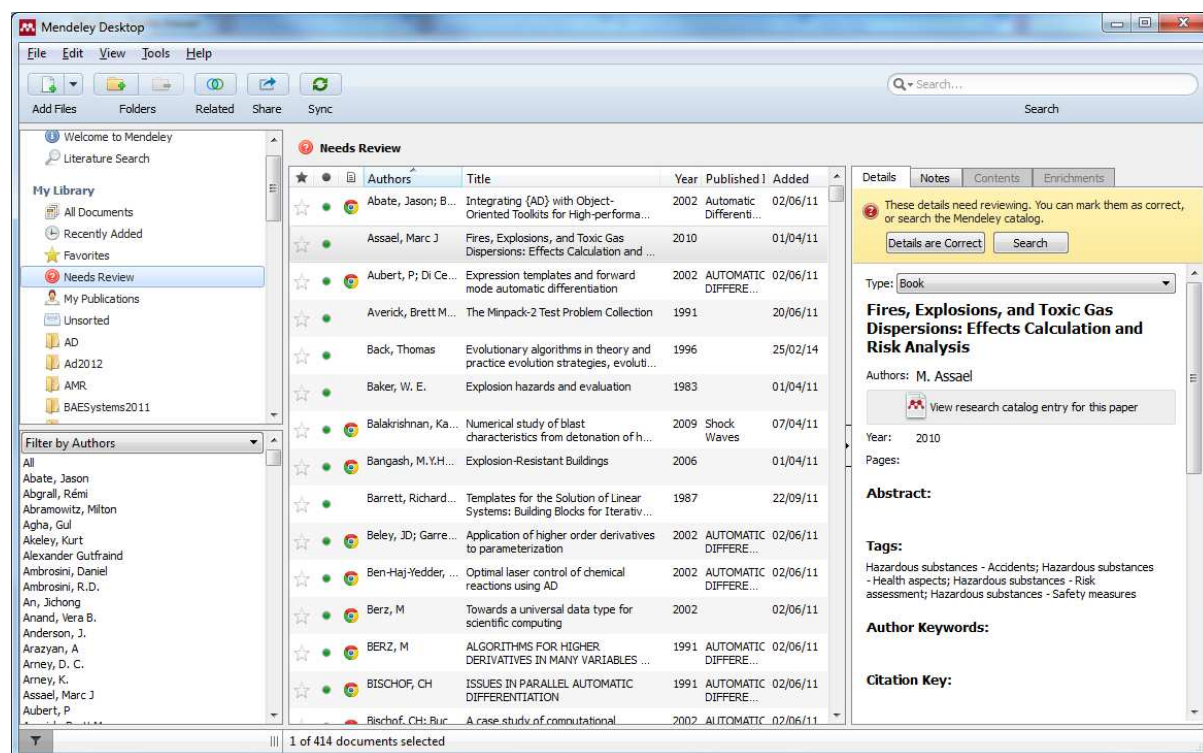 Mendeley Desktop
File Edit View Tools Help
Search...
Add Files Folders Related Share Sync Search
Welcome to Mendeley
Literature Search
My Library
All Documents
Recently Added
Favorites
Needs Review
My Publications
Unsorted
AD
Ad2012
AMR
BAESystems2011
Filter by Authors
All
Abate, Jason
Abgrall, Rémi
Abramowitz, Milton
Agha, Gul
Akeley, Kurt
Alexander Gutfraind
Ambrosini, Daniel
Ambrosini, R.D.
An, Jichong
Anand, Vera B.
Anderson, J.
Arazyan, A
Arney, D. C.
Arney, K.
Assael, Marc J
Aubert, P
Needs Review
Authors Title Year Published I Added
Abate, Jason; B... Integrating {AD} with Object- 2002 Automatic 02/06/11
Oriented Toolkits for High-performa... Differenti...
Assael, Marc J Fires, Explosions, and Toxic Gas 2010 01/04/11
Dispersions: Effects Calculation and ...
Aubert, P; Di Ce... Expression templates and forward 2002 AUTOMATIC 02/06/11
mode automatic differentiation DIFFERE...
Averick, Brett M... The Minpack-2 Test Problem Collection 1991 20/06/11
Back, Thomas Evolutionary algorithms in theory and 1996 25/02/14
practice evolution strategies, evoluti...
Baker, W. E. Explosion hazards and evaluation 1983 01/04/11
Balakrishnan, Ka... Numerical study of blast 2009 Shock 07/04/11
characteristics from detonation of h... Waves
Bangash, M.Y.H... Explosion-Resistant Buildings 2006 01/04/11
Barrett, Richard... Templates for the Solution of Linear 1987 22/09/11
Systems: Building Blocks for Iterativ...
Beley, JD; Garre... Application of higher order derivatives 2002 AUTOMATIC 02/06/11
to parameterization DIFFERE...
Ben-Haj-Yedder, ... Optimal laser control of chemical 2002 AUTOMATIC 02/06/11
reactions using AD DIFFERE...
Berz, M Towards a universal data type for 2002 02/06/11
scientific computing
BERZ, M ALGORITHMS FOR HIGHER 1991 AUTOMATIC 02/06/11
DERIVATIVES IN MANY VARIABLES ... DIFFERE...
BISCHOF, CH ISSUES IN PARALLEL AUTOMATIC 1991 AUTOMATIC 02/06/11
DIFFERENTIATION DIFFERE...
Bischof, CH; Buc... A case study of computational 2002 AUTOMATIC 02/06/11
Details Notes Contents Enrichments
These details need reviewing. You can mark them as correct,
or search the Mendeley catalog.
Details are Correct Search
Type: Book
Fires, Explosions, and Toxic Gas
Dispersions: Effects Calculation and
Risk Analysis
Authors: M. Assael
View research catalog entry for this paper
Year: 2010
Pages:
Abstract:
Tags:
Hazardous substances - Accidents; Hazardous substances
- Health aspects; Hazardous substances - Risk
assessment; Hazardous substances - Safety measures
Author Keywords:
Citation Key:
1 of 414 documents selected